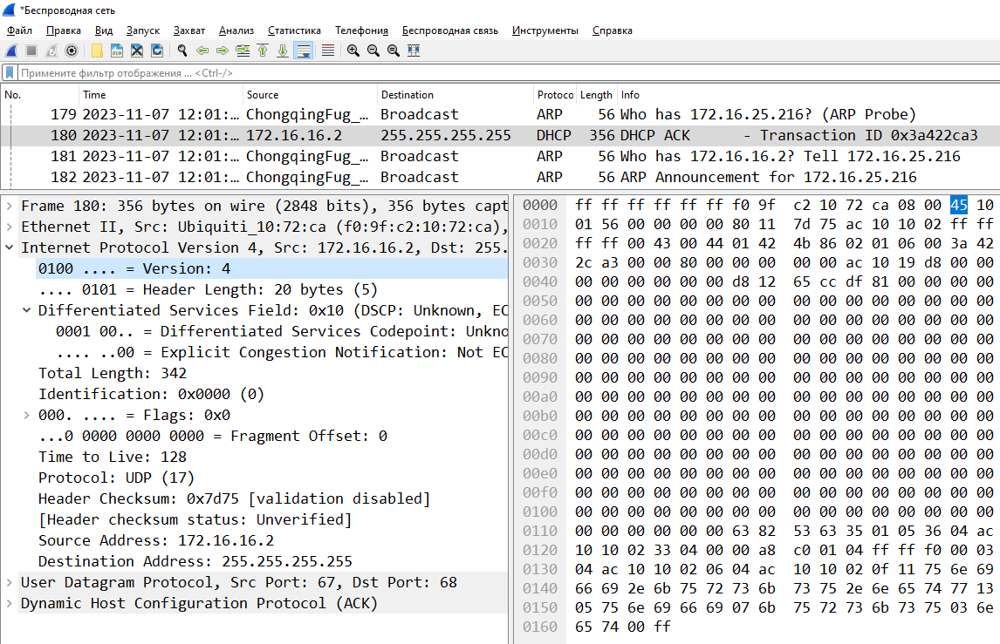 *Беспроводная сеть
Файл Правка Вид Запуск Захват Анализ Статистика Телефония Беспроводная связь Инструменты Справка
Примените фильтр отображения ... <Ctrl-/>
No. Time Source Destination Protoco Length Info
179 2023-11-07 12:01:… ChongqingFug_… Broadcast ARP 56 Who has 172.16.25.216? (ARP Probe)
180 2023-11-07 12:01:… 172.16.16.2 255.255.255.255 DHCP 356 DHCP ACK - Transaction ID 0x3a422ca3
181 2023-11-07 12:01:… ChongqingFug_… Broadcast ARP 56 Who has 172.16.16.2? Tell 172.16.25.216
182 2023-11-07 12:01:… ChongqingFug_… Broadcast ARP 56 ARP Announcement for 172.16.25.216
Frame 180: 356 bytes on wire (2848 bits), 356 bytes capt
Ethernet II, Src: Ubiquiti_10:72:ca (f0:9f:c2:10:72:ca),
Internet Protocol Version 4, Src: 172.16.16.2, Dst: 255.
0100 .... = Version: 4
.... 0101 = Header Length: 20 bytes (5)
Differentiated Services Field: 0x10 (DSCP: Unknown, EC
0001 00.. = Differentiated Services Codepoint: Unkno
.... ..00 = Explicit Congestion Notification: Not EC
Total Length: 342
Identification: 0x0000 (0)
000. .... = Flags: 0x0
...0 0000 0000 0000 = Fragment Offset: 0
Time to Live: 128
Protocol: UDP (17)
Header Checksum: 0x7d75 [validation disabled]
[Header checksum status: Unverified]
Source Address: 172.16.16.2
Destination Address: 255.255.255.255
User Datagram Protocol, Src Port: 67, Dst Port: 68
Dynamic Host Configuration Protocol (ACK)
0000 ff ff ff ff ff ff f0 9f c2 10 72 ca 08 00 45 10
0010 01 56 00 00 00 00 80 11 7d 75 ac 10 10 02 ff ff
0020 ff ff 00 43 00 44 01 42 4b 86 02 01 06 00 3a 42
0030 2c a3 00 00 80 00 00 00 00 00 ac 10 19 d8 00 00
0040 00 00 00 00 00 00 d8 12 65 cc df 81 00 00 00 00
0050 00 00 00 00 00 00 00 00 00 00 00 00 00 00 00 00
0060 00 00 00 00 00 00 00 00 00 00 00 00 00 00 00 00
0070 00 00 00 00 00 00 00 00 00 00 00 00 00 00 00 00
0080 00 00 00 00 00 00 00 00 00 00 00 00 00 00 00 00
0090 00 00 00 00 00 00 00 00 00 00 00 00 00 00 00 00
00a0 00 00 00 00 00 00 00 00 00 00 00 00 00 00 00 00
00b0 00 00 00 00 00 00 00 00 00 00 00 00 00 00 00 00
00c0 00 00 00 00 00 00 00 00 00 00 00 00 00 00 00 00
00d0 00 00 00 00 00 00 00 00 00 00 00 00 00 00 00 00
00e0 00 00 00 00 00 00 00 00 00 00 00 00 00 00 00 00
00f0 00 00 00 00 00 00 00 00 00 00 00 00 00 00 00 00
0100 00 00 00 00 00 00 00 00 00 00 00 00 00 00 00 00
0110 00 00 00 00 00 00 63 82 53 63 35 01 05 36 04 ac
0120 10 10 02 33 04 00 00 a8 c0 01 04 ff ff f0 00 03
0130 04 ac 10 10 02 06 04 ac 10 10 02 0f 11 75 6e 69
0140 66 69 2e 6b 75 72 73 6b 73 75 2e 6e 65 74 77 13
0150 05 75 6e 69 66 69 07 6b 75 72 73 6b 73 75 03 6e
0160 65 74 00 ff